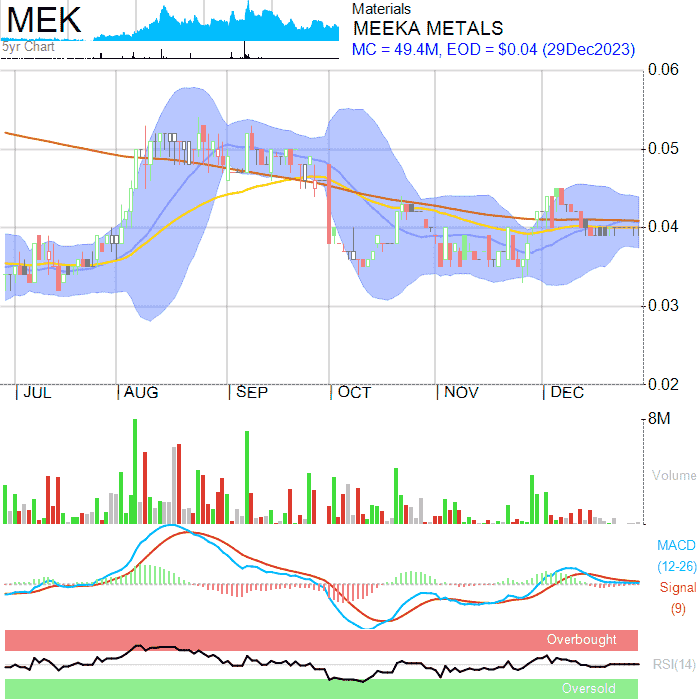 MEK
5yr Chart
Materials
MEEKA METALS
MC = 49.4M, EOD = $0.04 (29Dec2023)
0.06
0.05
0.04
0.03
0.02
JUL AUG SEP OCT NOV DEC
8M
Volume
MACD
(12-26)
Signal
(9)
Overbought
RSI(14)
Oversold